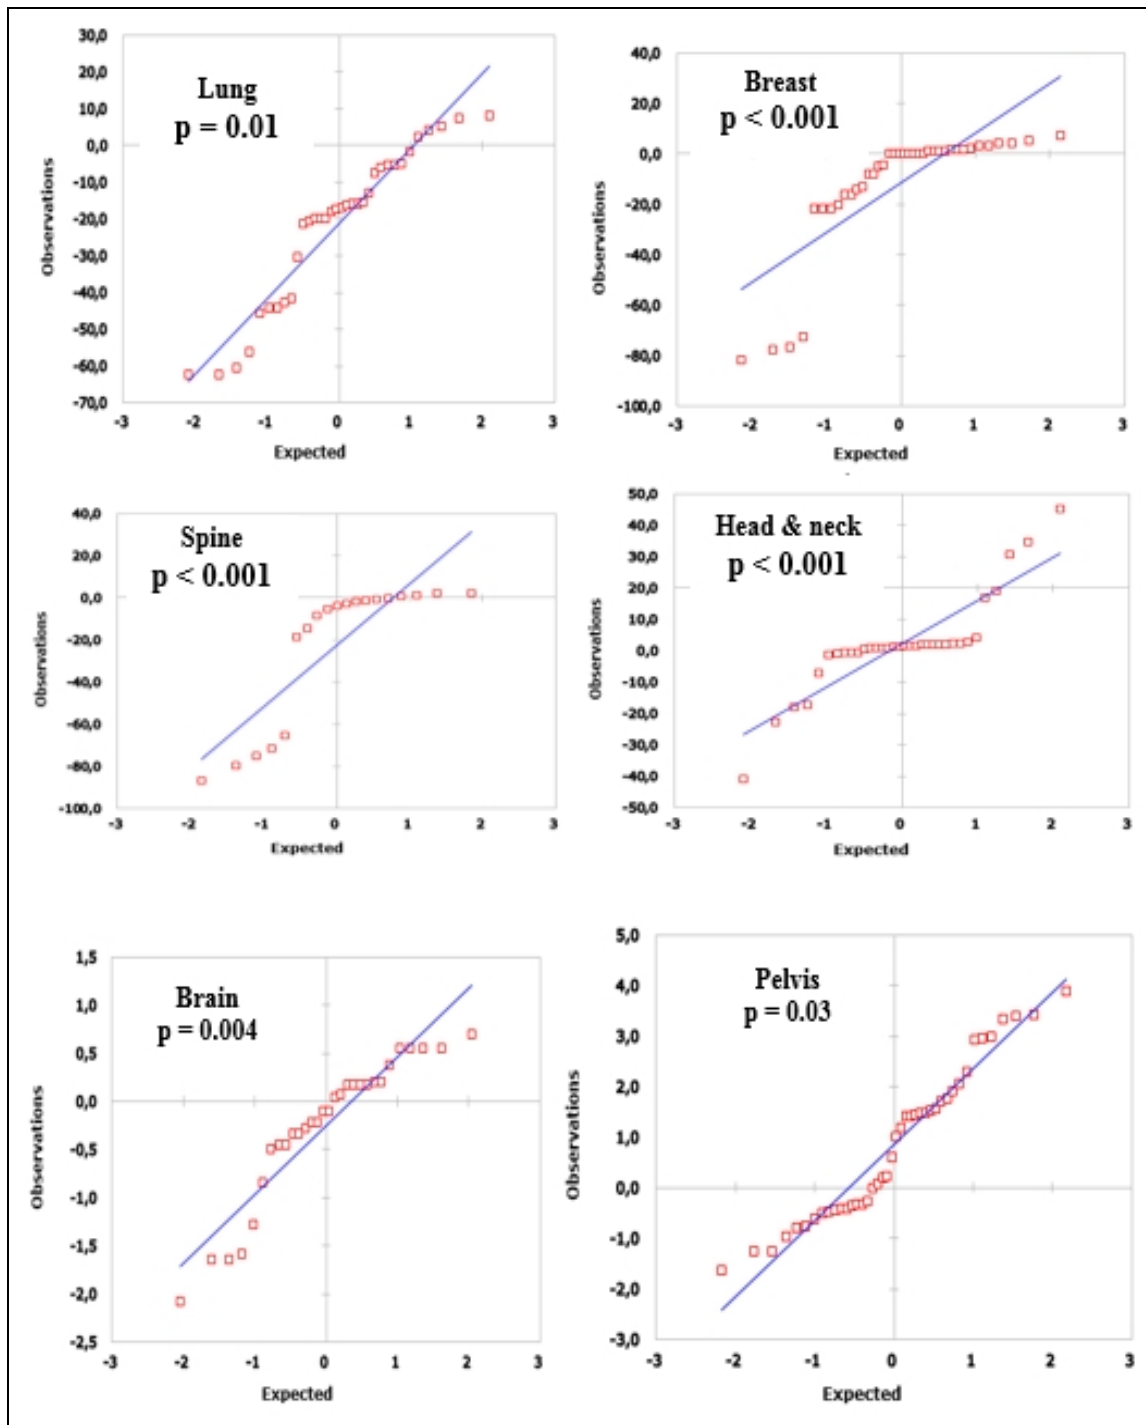 30,0
20,0
10,0
0,0
-10,0
-20,0
-30,0
-40,0
-50,0
-60,0
-70,0
Observations
Lung
p = 0.01
-3 -2 -1 0 1 2 3
Expected
40,0
20,0
0,0
-20,0
-40,0
-60,0
-80,0
-100,0
Observations
Breast
p < 0.001
-3 -2 -1 0 1 2 3
Expected
40,0
20,0
0,0
-20,0
-40,0
-60,0
-80,0
-100,0
Observations
Spine
p < 0.001
-3 -2 -1 0 1 2 3
Expected
50,0
40,0
30,0
20,0
10,0
0,0
-10,0
-20,0
-30,0
-40,0
-50,0
Observations
Head & neck
p < 0.001
-3 -2 -1 0 1 2 3
Expected
1,5
1,0
0,5
0,0
-0,5
-1,0
-1,5
-2,0
-2,5
Observations
Brain
p = 0.004
-3 -2 -1 0 1 2 3
Expected
5,0
4,0
3,0
2,0
1,0
0,0
-1,0
-2,0
-3,0
Observations
Pelvis
p = 0.03
-3 -2 -1 0 1 2 3
Expected